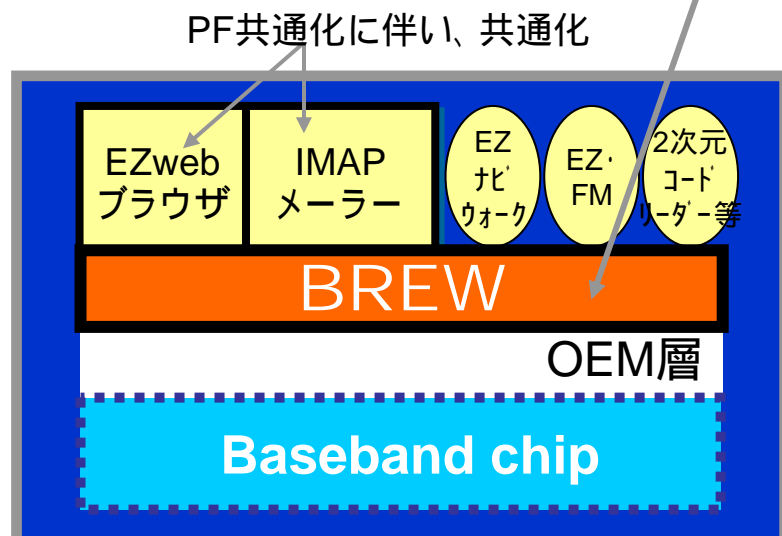 PF共通化に伴い、共通化
EZweb
ブラウザ
IMAP
メーラー
EZ
ﾅﾋﾞ
ｳｫｰｸ
EZ・
FM
2次元
ｺｰﾄﾞ
ﾘｰﾀﾞｰ等
BREW
OEM層
Baseband chip